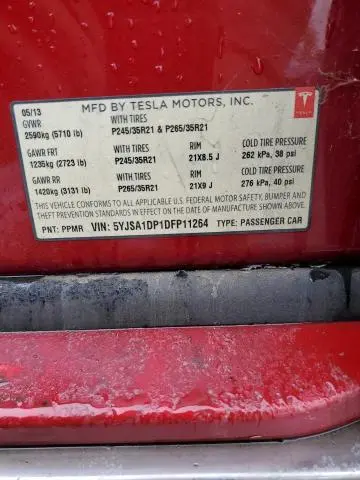 05/13 MFD BY TESLA MOTORS, INC.
GVWR WITH TIRES
2590kg (5710 lb) P245/35R21 & P265/35R21
GAWR FRT WITH TIRES RIM COLD TIRE PRESSURE
1235kg (2723 lb) P245/35R21 21X8.5 J 262 kPa, 38 psi
GAWR RR WITH TIRES RIM COLD TIRE PRESSURE
1420kg (3131 lb) P265/35R21 21X9 J 276 kPa, 40 psi
THIS VEHICLE CONFORMS TO ALL APPLICABLE U.S. FEDERAL MOTOR VEHICLE SAFETY, BUMPER AND
THEFT PREVENTION STANDARDS IN EFFECT ON THE DATE OF MANUFACTURE SHOWN ABOVE.
PNT: PPMR VIN: 5YJSA1DP1DFP11264 TYPE: PASSENGER CAR